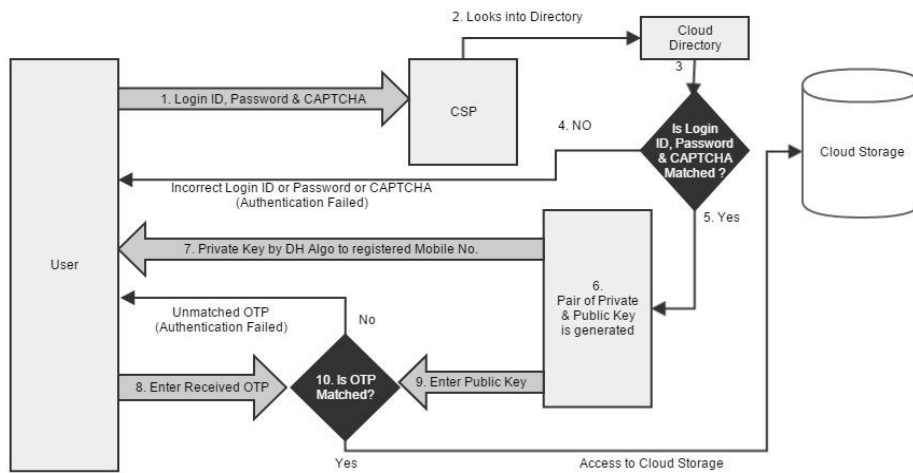 2. Looks into Directory
Cloud
Directory
3
1. Login ID, Password & CAPTCHA
CSP
4. NO
Is Login
ID, Password
& CAPTCHA
Matched ?
Cloud Storage
Incorrect Login ID or Password or CAPTCHA
(Authentication Failed)
5. Yes
User
7. Private Key by DH Algo to registered Mobile No.
6.
Pair of Private
& Public Key
is generated
Unmatched OTP
(Authentication Failed)
No
8. Enter Received OTP
10. Is OTP
Matched?
9. Enter Public Key
Yes
Access to Cloud Storage